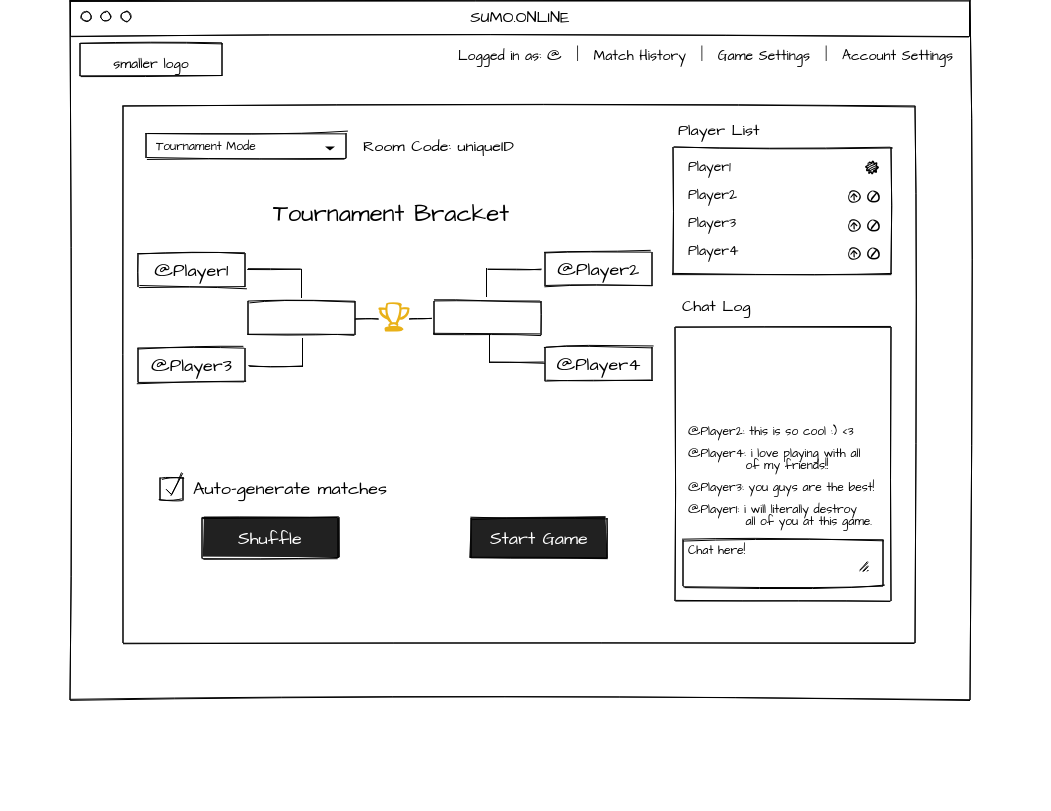 SUMO.ONLINE
smaller logo
Logged in as: @ | Match History | Game Settings | Account Settings
Tournament Mode
Room Code: uniqueID
Tournament Bracket
@Player1
@Player2
@Player3
@Player4
Auto-generate matches
Shuffle
Start Game
Player List
Player1
Player2
Player3
Player4
Chat Log
@Player2: this is so cool :) <3
@Player4: i love playing with all
of my friends!!
@Player3: you guys are the best!
@Player1: i will literally destroy
all of you at this game.
Chat here!